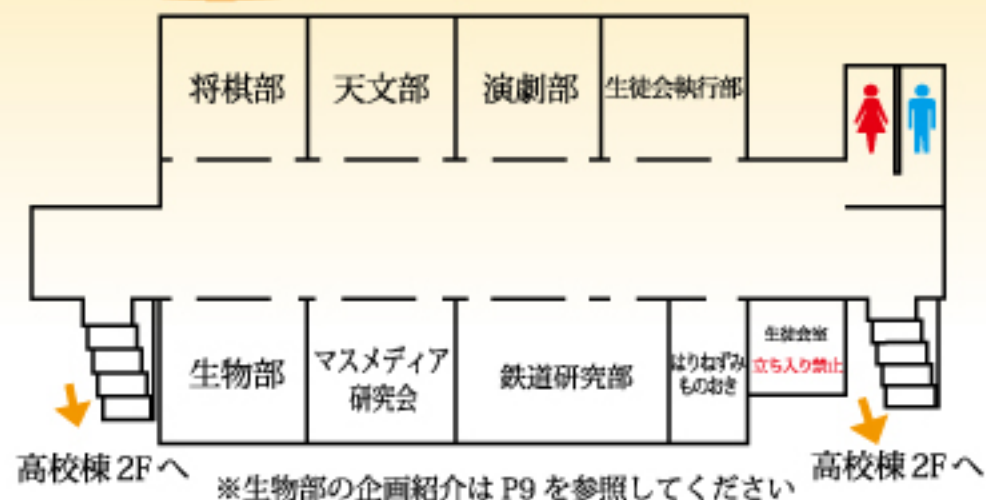 将棋部
天文部
演劇部
生徒会執行部
生物部
マスメディア
研究会
鉄道研究部
はりねずみ
ものおき
生徒会室
立ち入り禁止
高校棟 2F へ
高校棟 2F へ
※生物部の企画紹介は P9 を参照してください